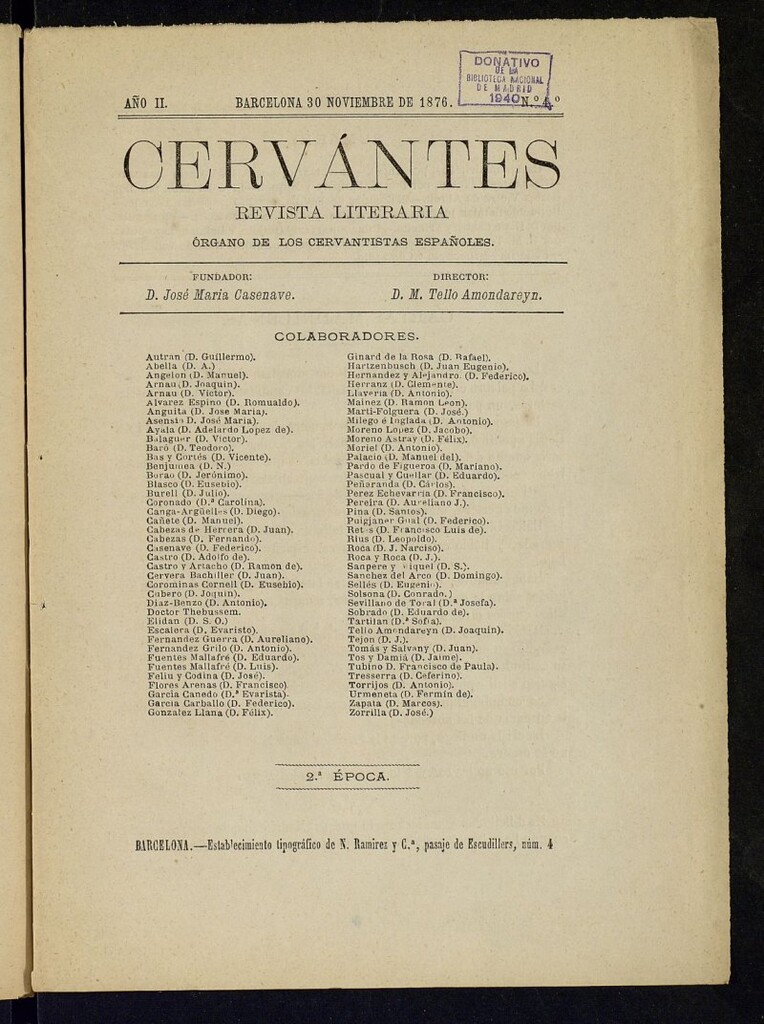 DONATIVO
DE LA
BIBLIOTECA NACIONAL
DE MADRID
1940
AÑO II. BARCELONA 30 NOVIEMBRE DE 1876. N.º
CERVÁNTES
REVISTA LITERARIA
ÓRGANO DE LOS CERVANTISTAS ESPAÑOLES.
FUNDADOR:
D. José Maria Casenave.
DIRECTOR:
D. M. Tello Amondareyn.
COLABORADORES.
Autran (D. Guillermo).
Abella (D. A.)
Angelon (D. Manuel).
Arnau (D. Joaquin).
Arnau (D. Victor).
Alvarez Espino (D. Romualdo).
Anguita (D. Jose Maria).
Asensio D. José Maria).
Ayala (D. Adelardo Lopez de).
Balaguer (D. Victor).
Baró (D. Teodoro).
Bas y Cortés (D. Vicente).
Benjumea (D. N.)
Borao (D. Jerónimo).
Blasco (D. Eusebio).
Burell (D. Julio).
Coronado (D.ª Carolina).
Canga-Argüelles (D. Diego).
Cañete (D. Manuel).
Cabezas de Herrera (D. Juan).
Cabezas (D. Fernando).
Casenave (D. Federico).
Castro (D. Adolfo de).
Castro y Artacho (D. Ramon de).
Cervera Bachiller (D. Juan).
Corominas Cornell (D. Eusebio).
Cubero (D. Joquin).
Diaz-Benzo (D. Antonio).
Doctor Thebussem.
Elidan (D. S. O.)
Escalera (D. Evaristo).
Fernandez Guerra (D. Aureliano).
Fernandez Grilo (D. Antonio).
Fuentes Mallafré (D. Eduardo).
Fuentes Mallafré (D. Luis).
Feliu y Codina (D. José).
Flores Arenas (D. Francisco).
Garcia Canedo (D.ª Evarista).
Garcia Carballo (D. Federico).
Gonzalez Llana (D. Félix).
Ginard de la Rosa (D. Rafael).
Hartzenbusch (D. Juan Eugenio).
Hernandez y Alejandro. (D. Federico).
Herranz (D. Clemente).
Llaveria (D. Antonio).
Mainez (D. Ramon Leon).
Marti-Folguera (D. José.)
Milego é Inglada (D. Antonio).
Moreno Lopez (D. Jacobo).
Moreno Astray (D. Félix).
Moriel (D. Antonio).
Palacio (D. Manuel del).
Pardo de Figueroa (D. Mariano).
Pascual y Cuellar (D. Eduardo).
Peñaranda (D. Cárlos).
Perez Echevarria (D. Francisco).
Pereira (D. Aureliano J.).
Pina (D. Santos).
Puigjaner Gual (D. Federico).
Retes (D. Francisco Luis de).
Rius (D. Leopoldo).
Roca (D. J. Narciso).
Roca y Roca (D. J.).
Sanpere y Miquel (D. S.).
Sanchez del Arco (D. Domingo).
Sellés (D. Eugenio).
Solsona (D. Conrado.)
Sevillano de Toral (D.ª Josefa).
Sobrado (D. Eduardo de).
Tartilan (D.ª Sofia).
Tello Amondareyn (D. Joaquin).
Tejon (D. J.).
Tomás y Salvany (D. Juan).
Tos y Damiá (D. Jaime).
Tubino D. Francisco de Paula).
Tresserra (D. Ceferino).
Torrijos (D. Antonio).
Urmeneta (D. Fermin de).
Zapata (D. Marcos).
Zorrilla (D. José.)
2.ª ÉPOCA.
BARCELONA.—Establecimiento tipográfico de N. Ramirez y C.ª, pasaje de Escudillers, núm. 4